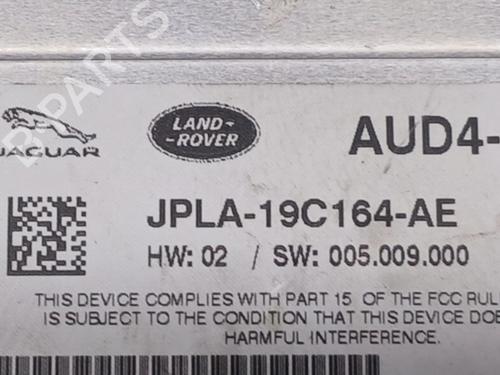 JAGUAR
LAND-
ROVER
AUD4-
JPLA-19C164-AE
HW: 02 / SW: 005.009.000
THIS DEVICE COMPLIES WITH PART 15 OF THE FCC RUL
IS SUBJECT TO THE CONDITION THAT THIS DEVICE DOE
HARMFUL INTERFERENCE.